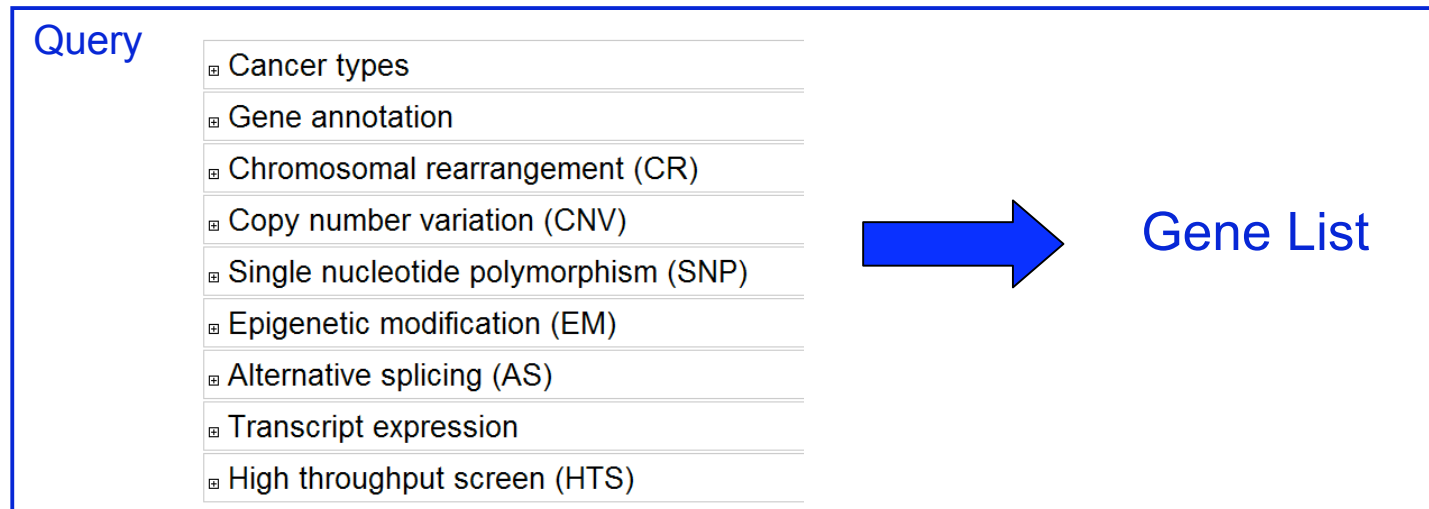 Query
Cancer types
Gene annotation
Chromosomal rearrangement (CR)
Copy number variation (CNV)
Single nucleotide polymorphism (SNP)
Epigenetic modification (EM)
Alternative splicing (AS)
Transcript expression
High throughput screen (HTS)
Gene List